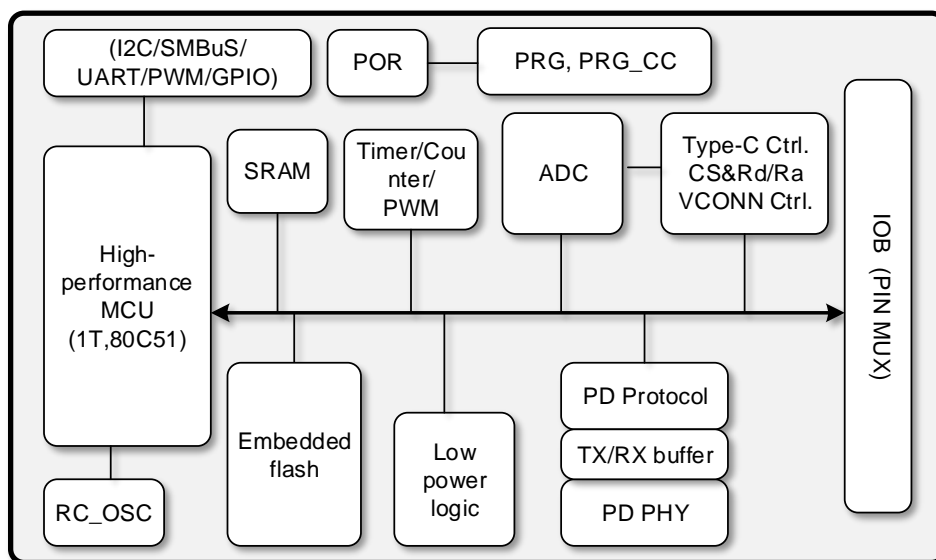 (I2C/SMBuS/
UART/PWM/GPIO)
POR
PRG, PRG_CC
SRAM
Timer/Cou
nter/
PWM
ADC
Type-C Ctrl.
CS&Rd/Ra
VCONN Ctrl.
High-
performance
MCU
(1T,80C51)
IOB (PIN MUX)
Embedded
flash
Low
power
logic
PD Protocol
TX/RX buffer
PD PHY
RC_OSC